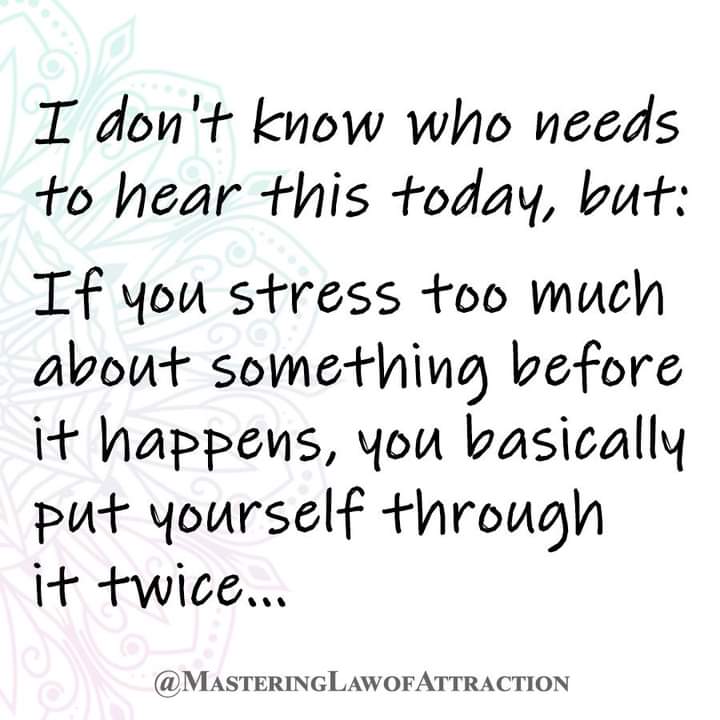 I don't know who needs
to hear this today, but:
If you stress too much
about something before
it happens, you basically
put yourself through
it twice...
@MasteringLawofAttraction